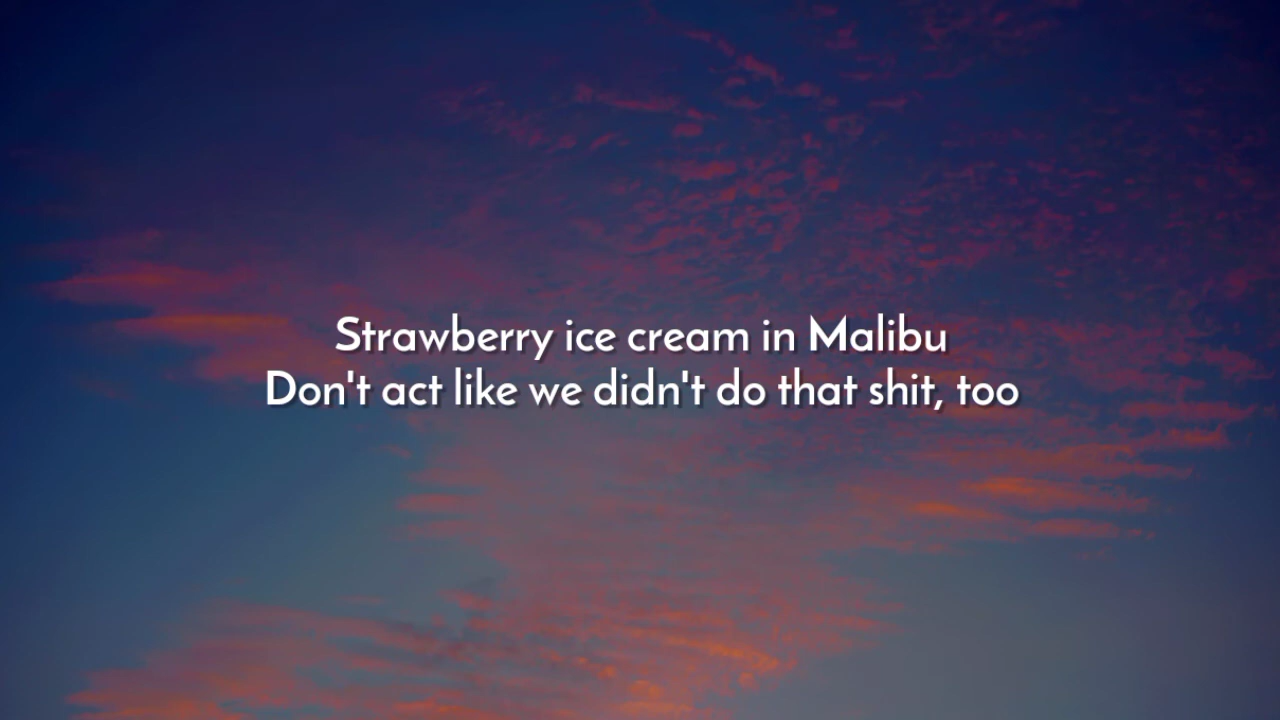 Strawberry ice cream in Malibu
Don't act like we didn't do that shit, too